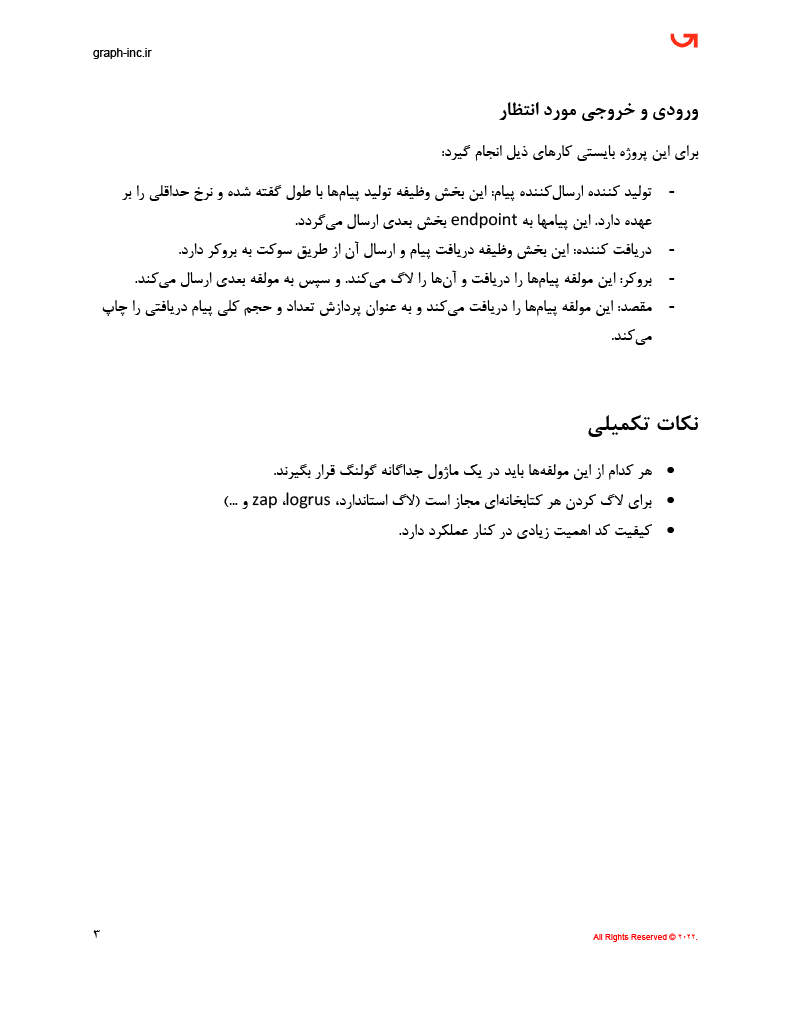 graph-inc.ir
ورودی و خروجی مورد انتظار
برای این پروژه بایستی کارهای ذیل انجام گیرد:
- تولید کننده ارسال‌کننده پیام: این بخش وظیفه تولید پیام‌ها با طول گفته شده و نرخ حداقلی را بر
عهده دارد. این پیامها به endpoint بخش بعدی ارسال می‌گردد.
- دریافت کننده: این بخش وظیفه دریافت پیام و ارسال آن از طریق سوکت به بروکر دارد.
- بروکر: این مولفه پیام‌ها را دریافت و آن‌ها را لاگ می‌کند. و سپس به مولفه بعدی ارسال می‌کند.
- مقصد: این مولفه پیام‌ها را دریافت می‌کند و به عنوان پردازش تعداد و حجم کلی پیام دریافتی را چاپ
می‌کند.
نکات تکمیلی
• هر کدام از این مولفه‌ها باید در یک ماژول جداگانه گولنگ قرار بگیرند.
• برای لاگ کردن هر کتابخانه‌ای مجاز است (لاگ استاندارد، zap ،logrus و ...)
• کیفیت کد اهمیت زیادی در کنار عملکرد دارد.
All Rights Reserved © ۲۰۲۲.
۳